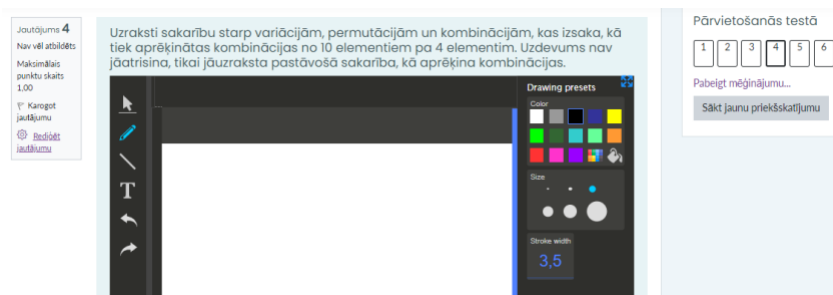 Jautājums 4
Nav vēl atbildēts
Maksimālais
punktu skaits
1,00
Karogot
jautājumu
Rediģēt
jautājumu
Uzraksti sakarību starp variācijām, permutācijām un kombinācijām, kas izsaka, kā
tiek aprēķinātas kombinācijas no 10 elementiem pa 4 elementim. Uzdevums nav
jāatrisina, tikai jāuzraksta pastāvošā sakarība, kā aprēķina kombinācijas.
T
Drawing presets
Color
Size
Stroke width
3,5
Pārvietošanās testā
1 2 3 4 5 6
Pabeigt mēģinājumu...
Sākt jaunu priekšskatījumu